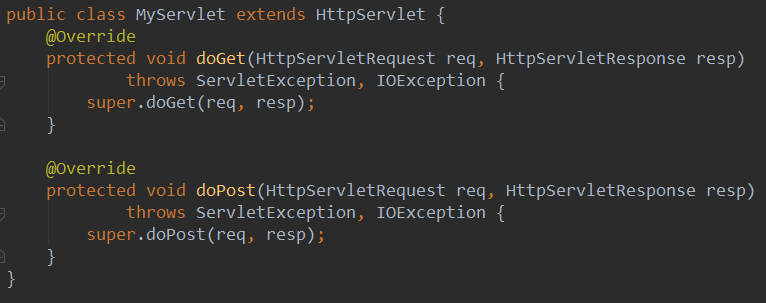 public class MyServlet extends HttpServlet {
    @Override
    protected void doGet(HttpServletRequest req, HttpServletResponse resp)
            throws ServletException, IOException {
        super.doGet(req, resp);
    }

    @Override
    protected void doPost(HttpServletRequest req, HttpServletResponse resp)
            throws ServletException, IOException {
        super.doPost(req, resp);
    }
}